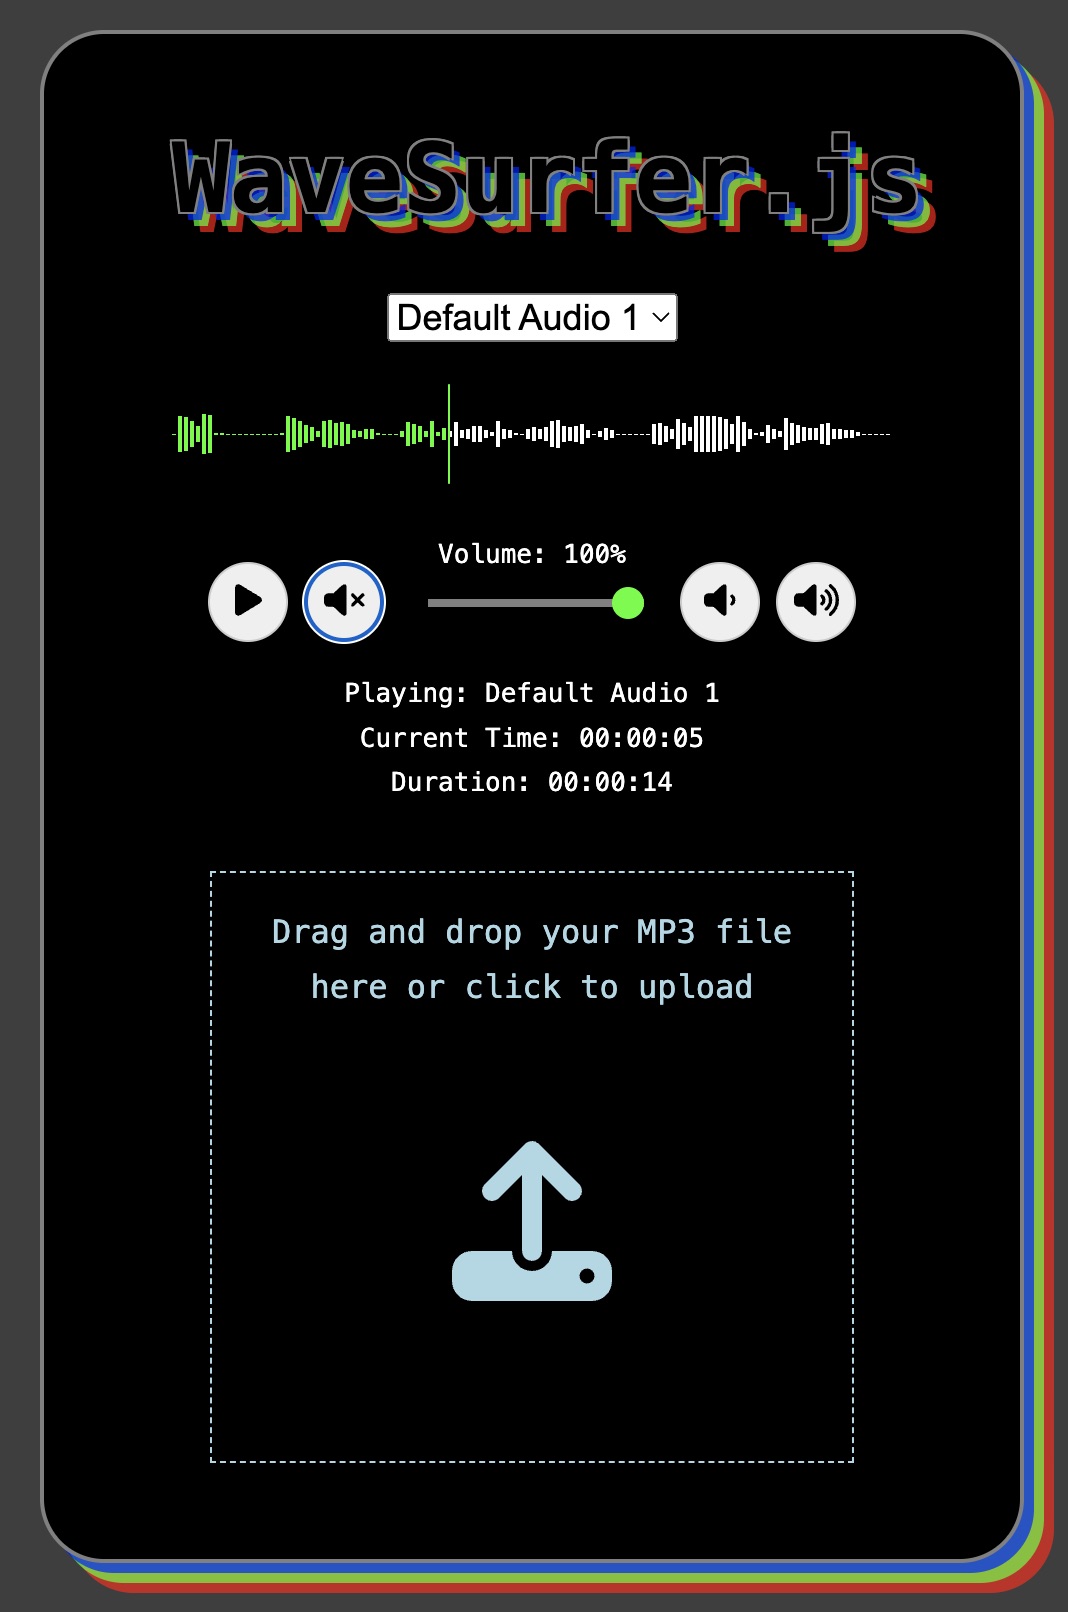 WaveSurfer.js
Default Audio 1
Volume: 100%
Playing: Default Audio 1
Current Time: 00:00:05
Duration: 00:00:14
Drag and drop your MP3 file
here or click to upload